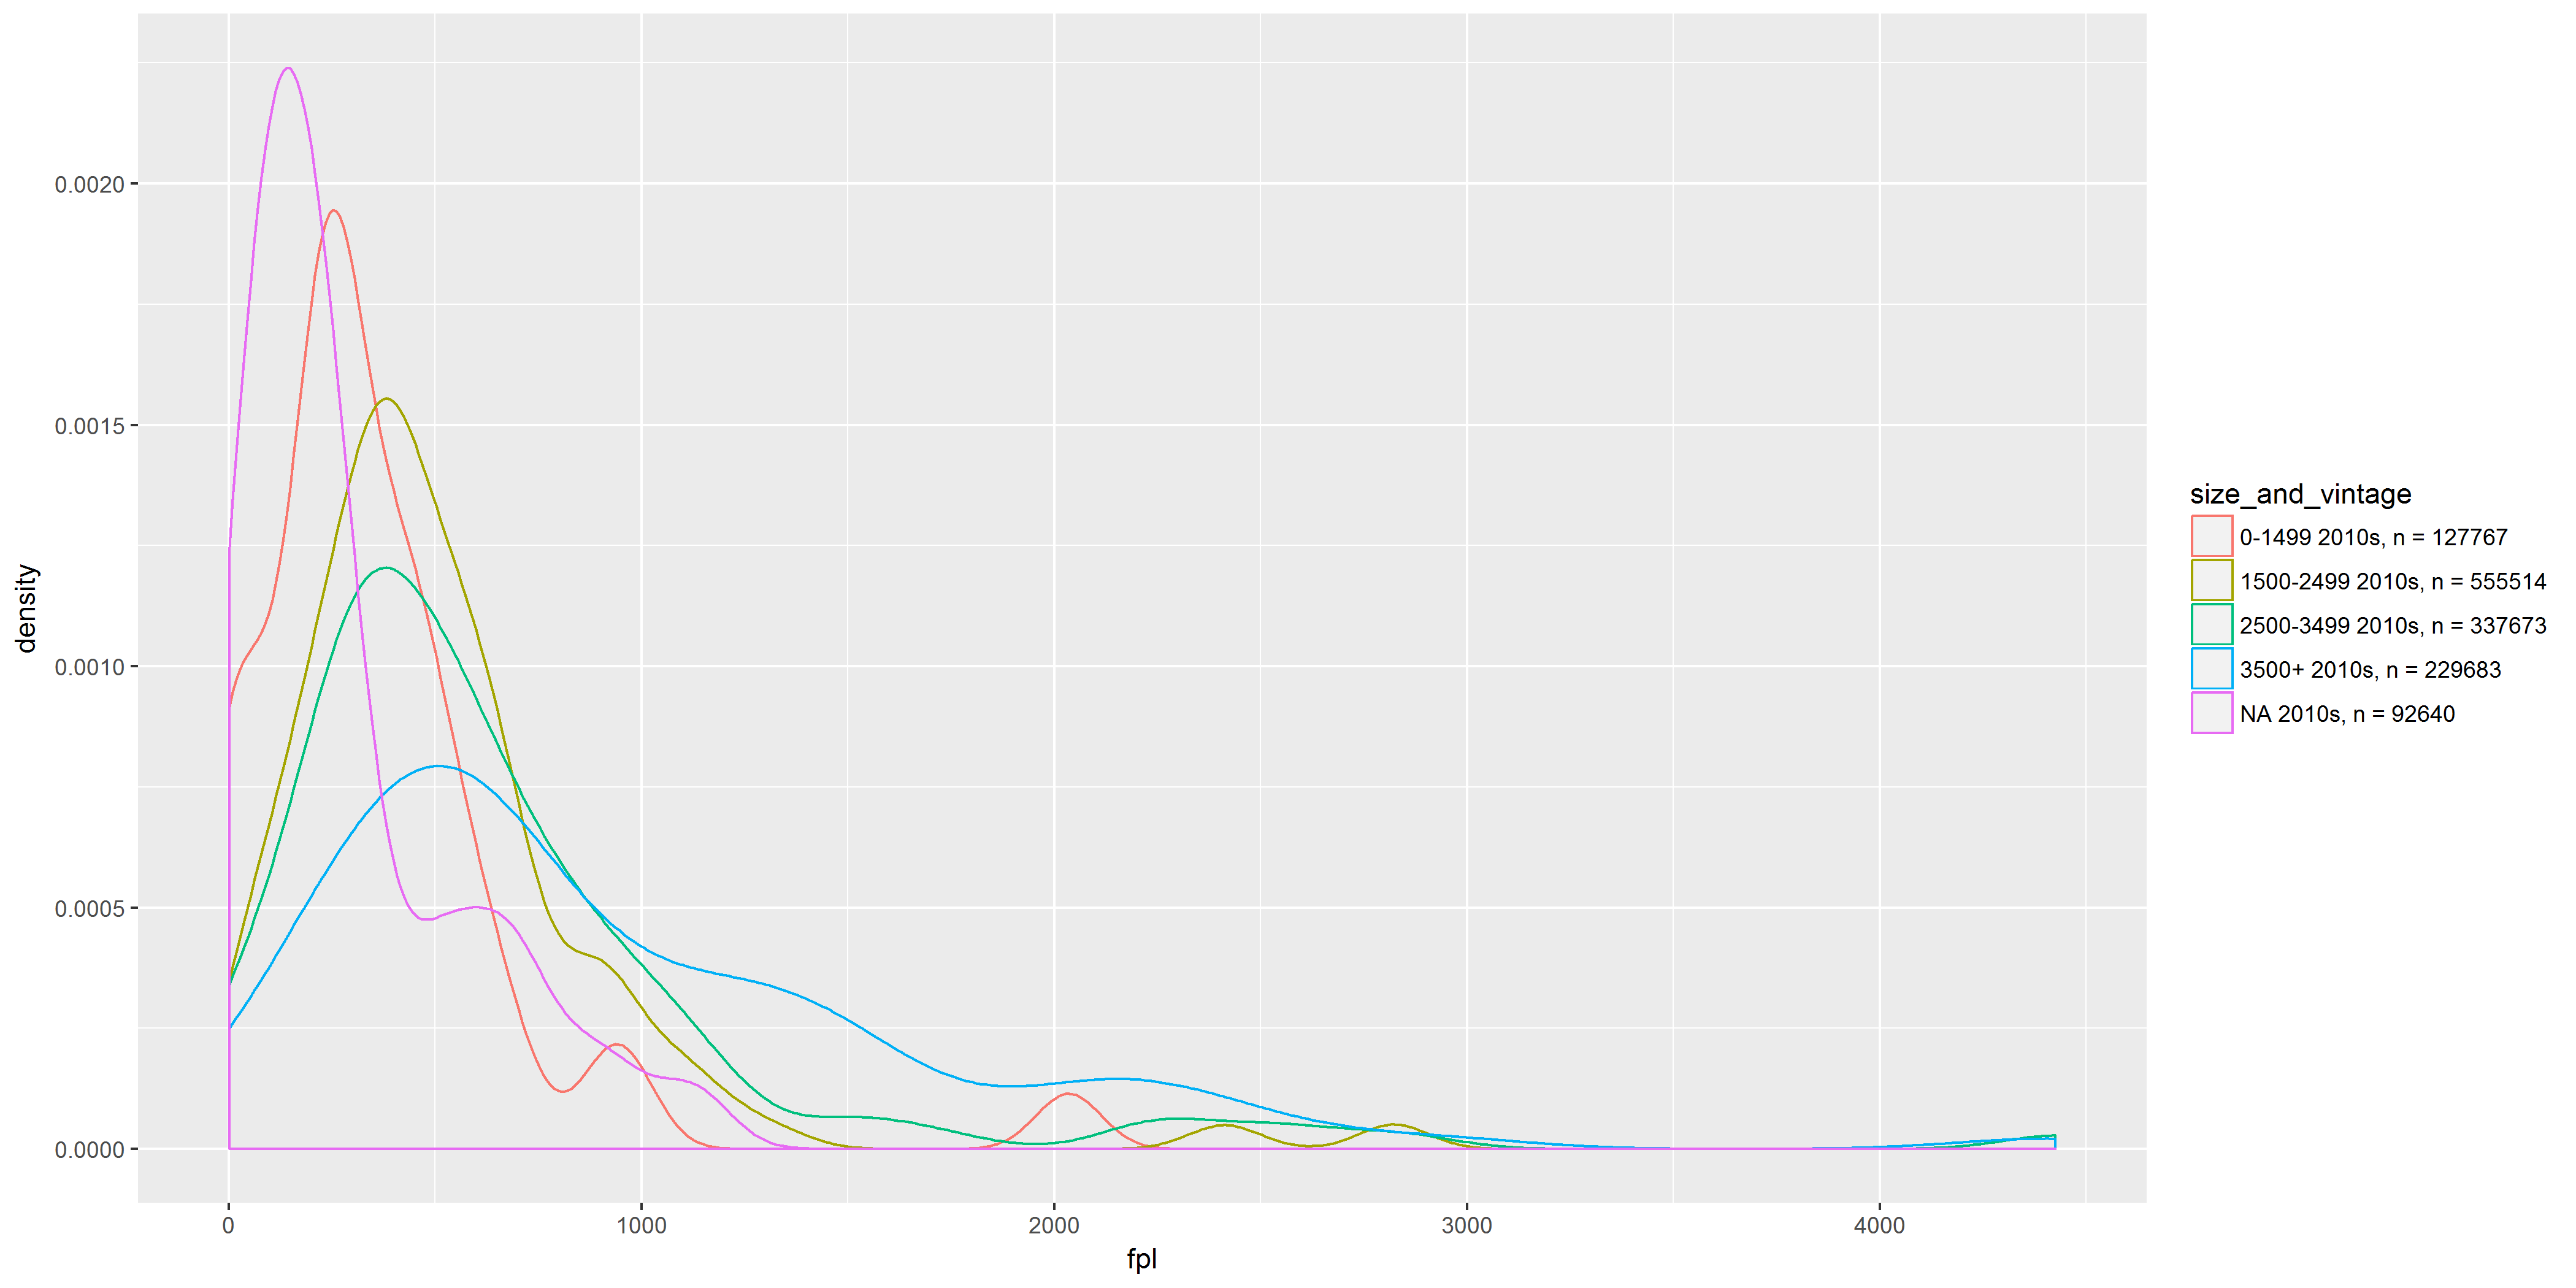 0.0020
0.0015
0.0010
0.0005
0.0000
density
0
1000
2000
3000
4000
fpl
size_and_vintage
0-1499 2010s, n = 127767
1500-2499 2010s, n = 555514
2500-3499 2010s, n = 337673
3500+ 2010s, n = 229683
NA 2010s, n = 92640